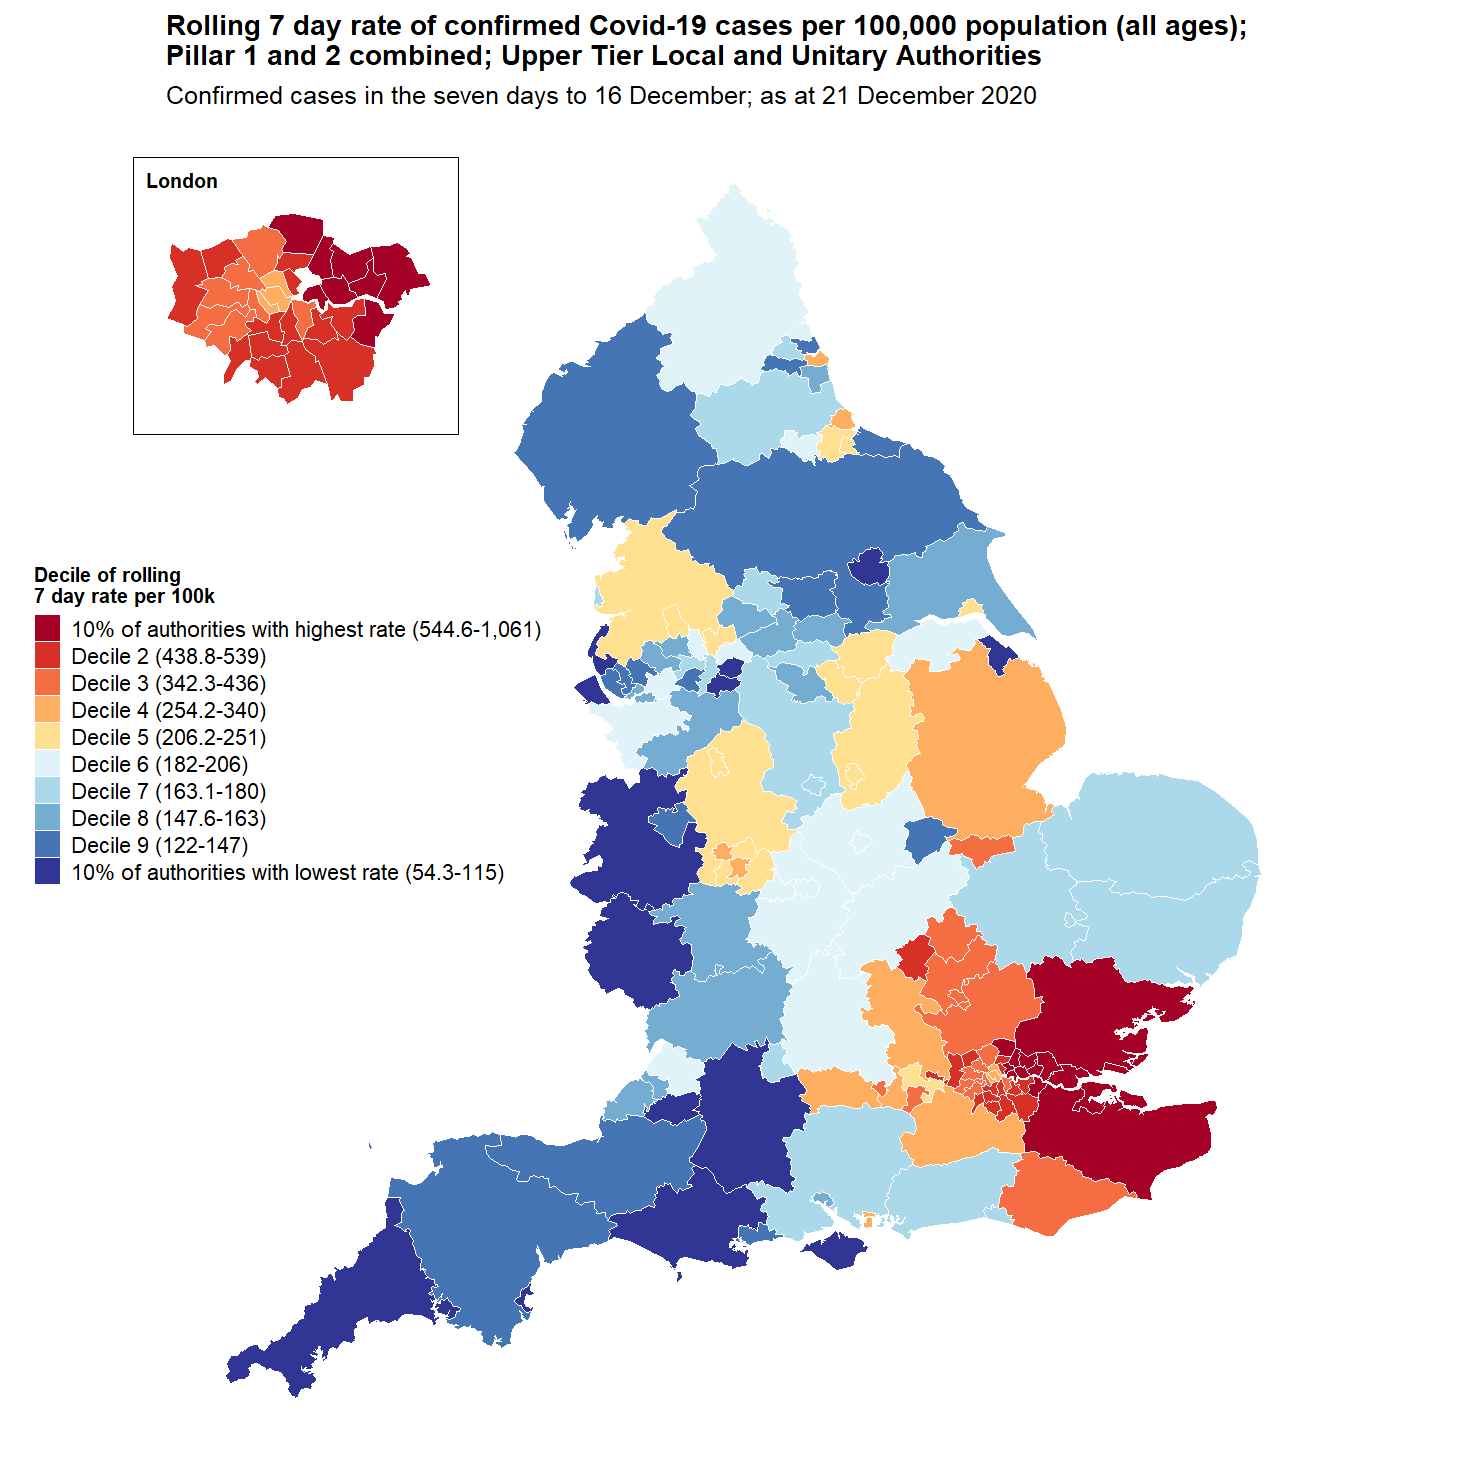 Rolling 7 day rate of confirmed Covid-19 cases per 100,000 population (all ages);
Pillar 1 and 2 combined; Upper Tier Local and Unitary Authorities
Confirmed cases in the seven days to 16 December; as at 21 December 2020
London
Decile of rolling
7 day rate per 100k
10% of authorities with highest rate (544.6-1,061)
Decile 2 (438.8-539)
Decile 3 (342.3-436)
Decile 4 (254.2-340)
Decile 5 (206.2-251)
Decile 6 (182-206)
Decile 7 (163.1-180)
Decile 8 (147.6-163)
Decile 9 (122-147)
10% of authorities with lowest rate (54.3-115)